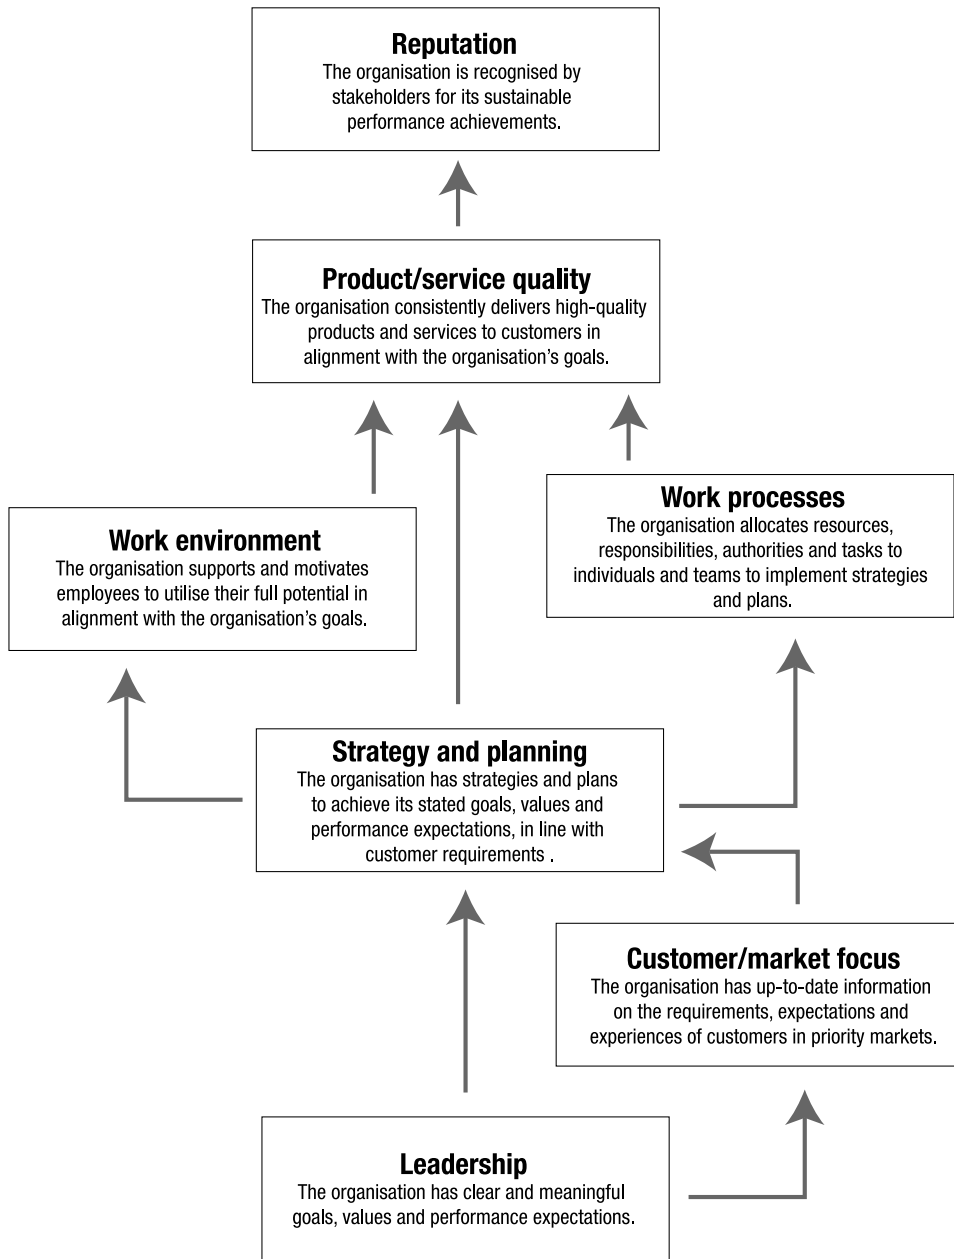 Reputation
The organisation is recognised by
stakeholders for its sustainable
performance achievements.
Product/service quality
The organisation consistently delivers high-quality
products and services to customers in
alignment with the organisation’s goals.
Work environment
The organisation supports and motivates
employees to utilise their full potential in
alignment with the organisation’s goals.
Work processes
The organisation allocates resources,
responsibilities, authorities and tasks to
individuals and teams to implement strategies
and plans.
Strategy and planning
The organisation has strategies and plans
to achieve its stated goals, values and
performance expectations, in line with
customer requirements .
Customer/market focus
The organisation has up-to-date information
on the requirements, expectations and
experiences of customers in priority markets.
Leadership
The organisation has clear and meaningful
goals, values and performance expectations.